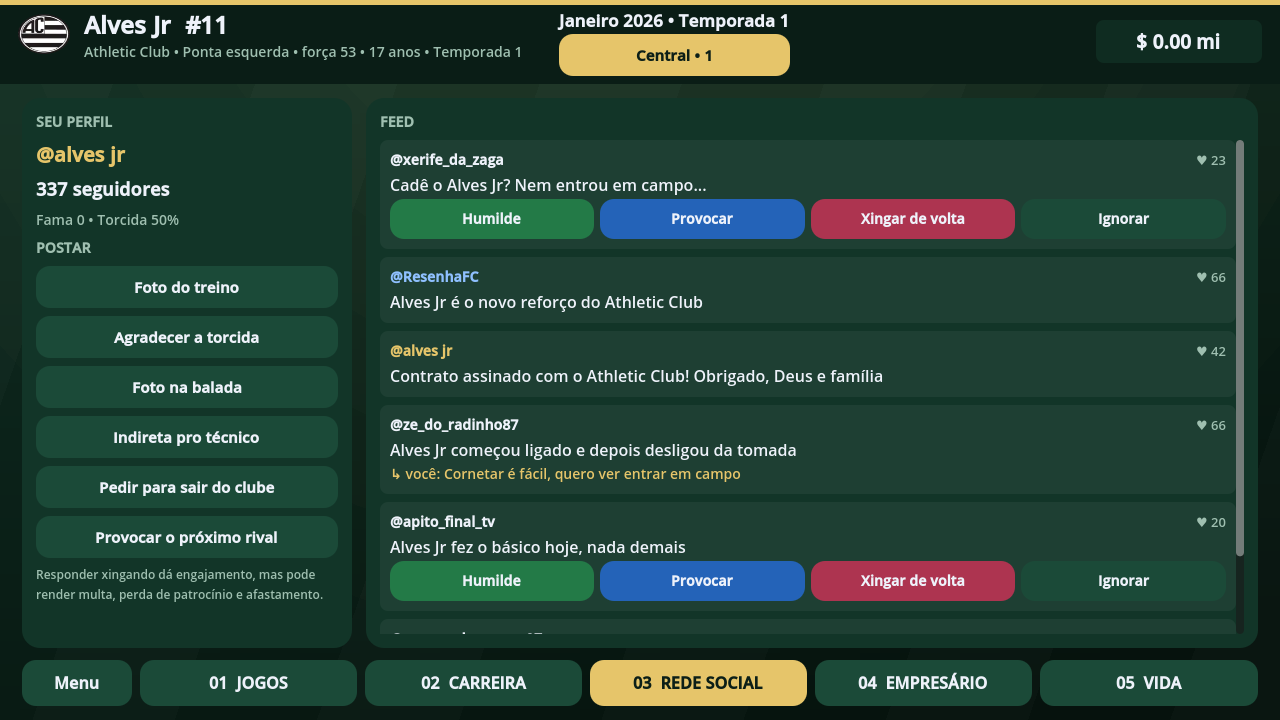 AC
Alves Jr #11
Athletic Club • Ponta esquerda • força 53 • 17 anos • Temporada 1
Janeiro 2026 • Temporada 1
Central • 1
$ 0.00 mi
SEU PERFIL
@alves jr
337 seguidores
Fama 0 • Torcida 50%
POSTAR
Foto do treino
Agradecer a torcida
Foto na balada
Indireta pro técnico
Pedir para sair do clube
Provocar o próximo rival
Responder xingando dá engajamento, mas pode
render multa, perda de patrocínio e afastamento.
FEED
@xerife_da_zaga ♥ 23
Cadê o Alves Jr? Nem entrou em campo...
Humilde Provocar Xingar de volta Ignorar
@ResenhaFC ♥ 66
Alves Jr é o novo reforço do Athletic Club
@alves jr ♥ 42
Contrato assinado com o Athletic Club! Obrigado, Deus e família
@ze_do_radinho87 ♥ 66
Alves Jr começou ligado e depois desligou da tomada
↳ você: Cornetar é fácil, quero ver entrar em campo
@apito_final_tv ♥ 20
Alves Jr fez o básico hoje, nada demais
Humilde Provocar Xingar de volta Ignorar
Menu 01 JOGOS 02 CARREIRA 03 REDE SOCIAL 04 EMPRESÁRIO 05 VIDA